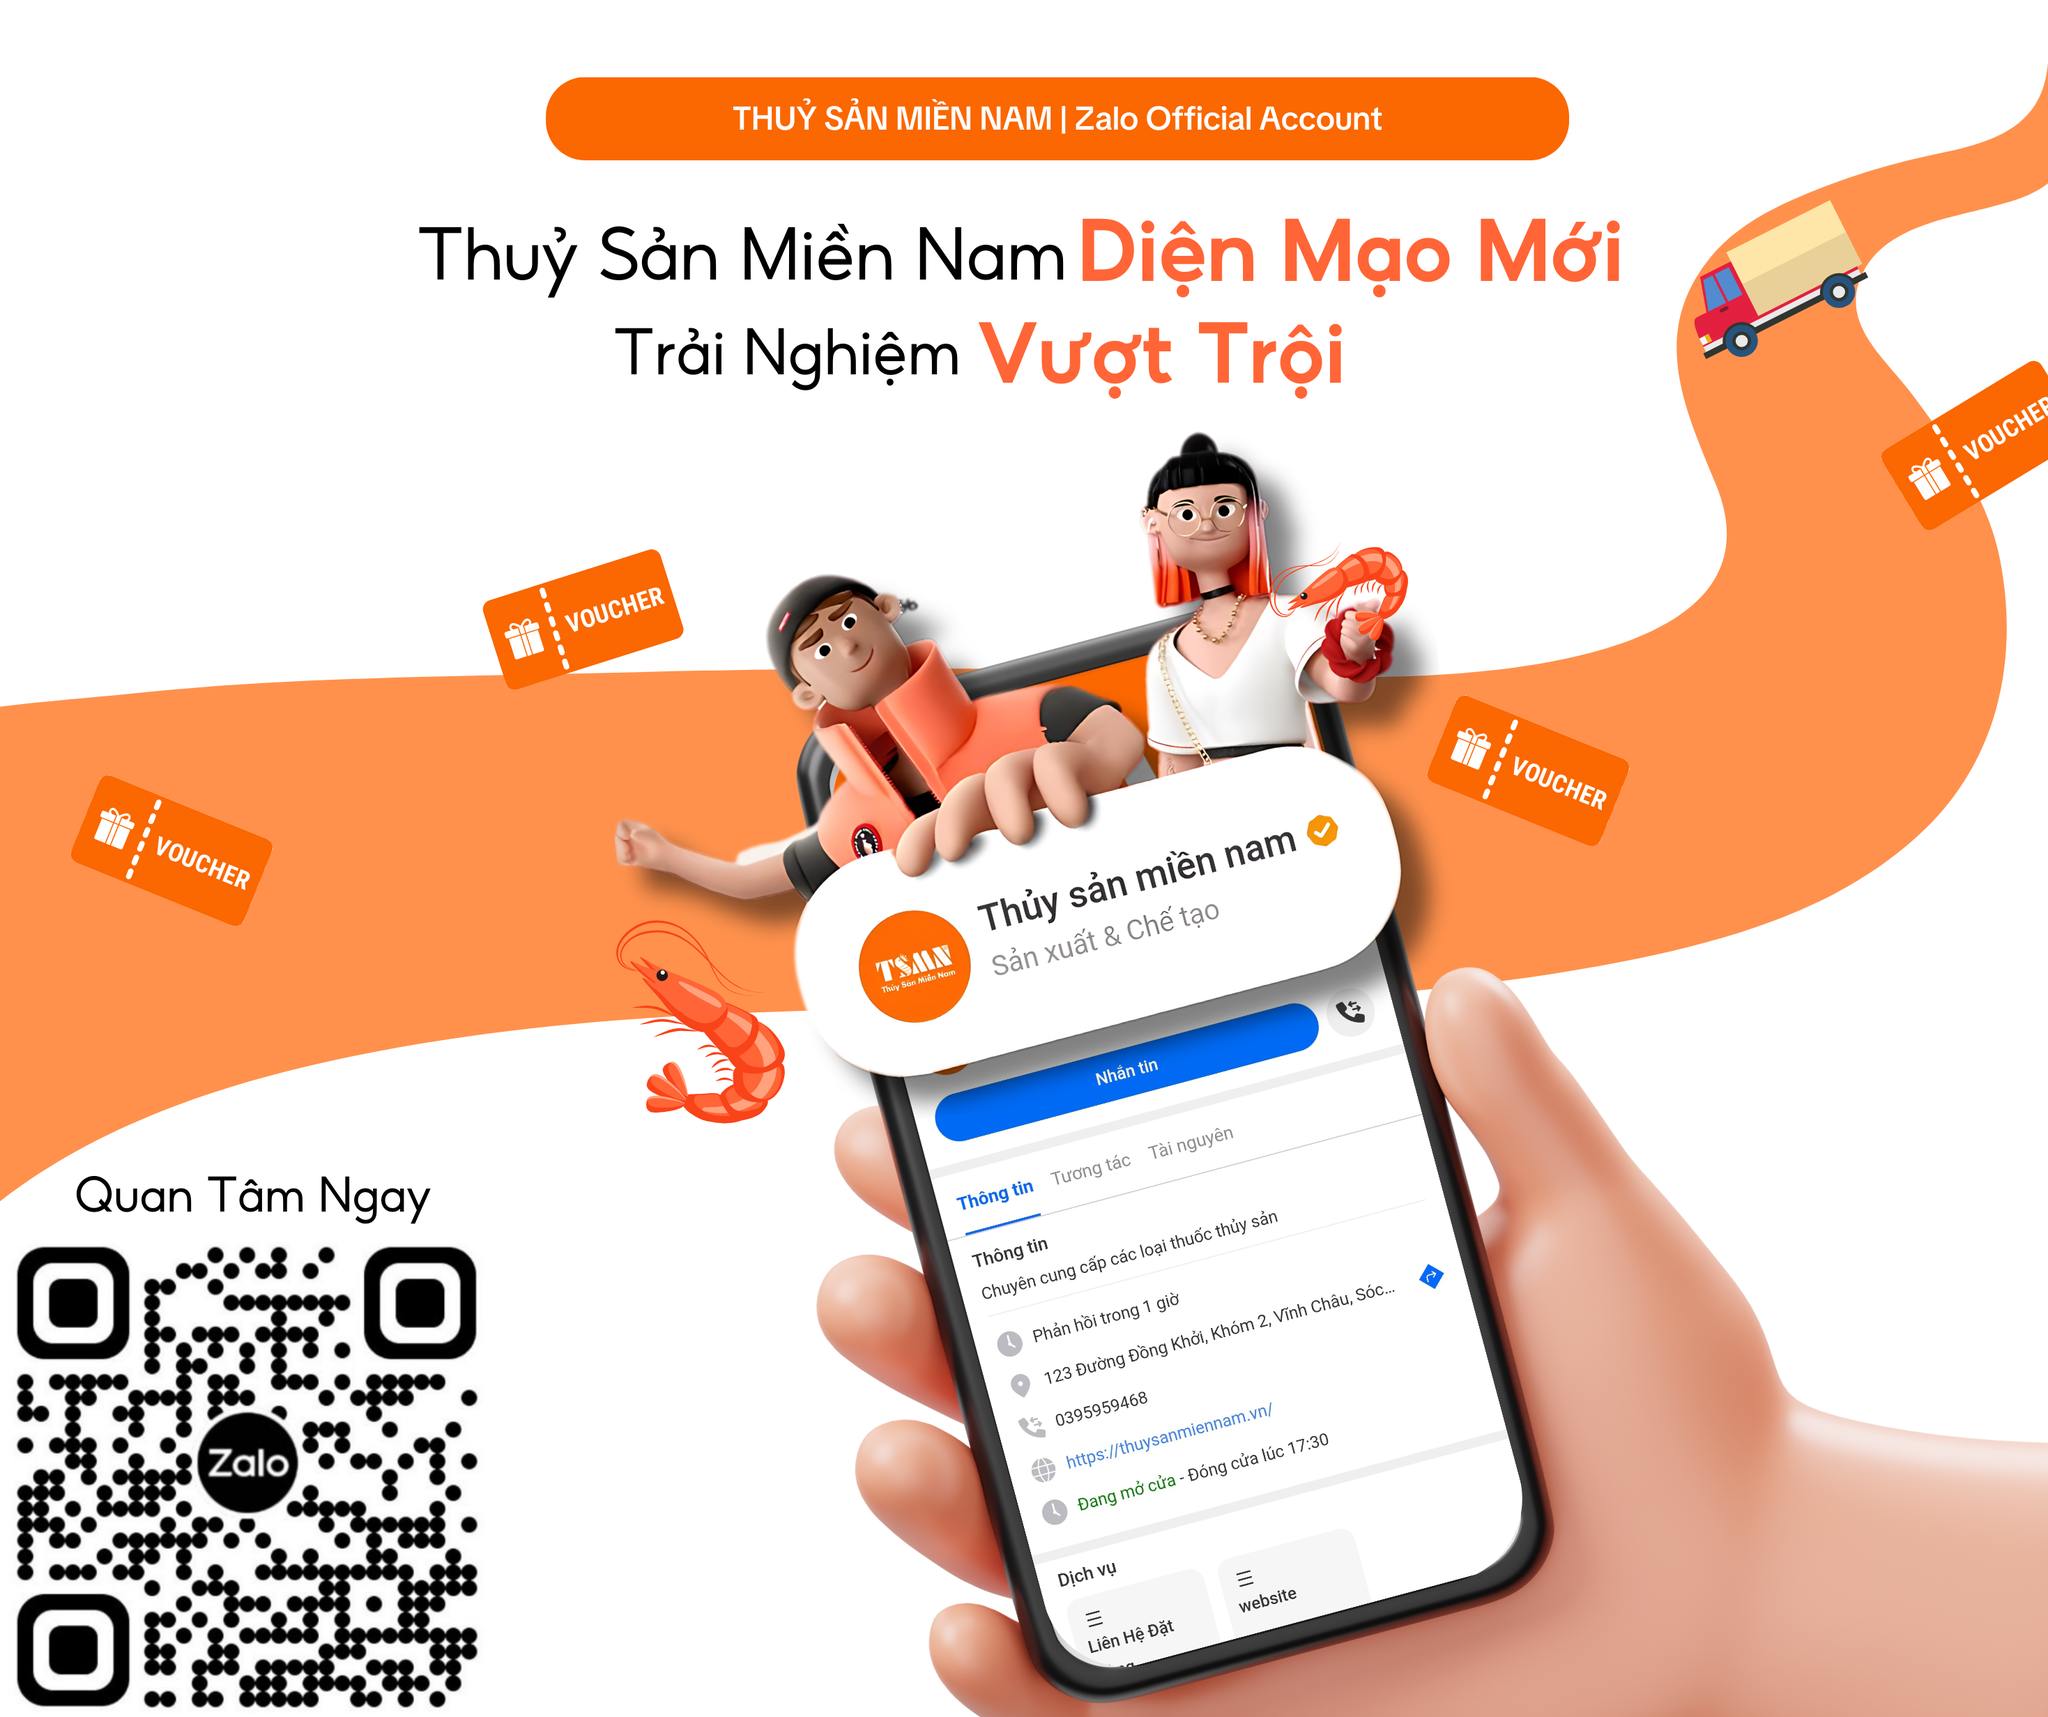 THUỶ SẢN MIỀN NAM | Zalo Official Account
Thuỷ Sản Miền Nam Diện Mạo Mới
Trải Nghiệm Vượt Trội
VOUCHER
VOUCHER
VOUCHER
VOUCHER
Thủy sản miền nam
Sản xuất & Chế tạo
TSMN
Thủy Sản Miền Nam
Nhắn tin
Thông tin Tương tác Tài nguyên
Thông tin
Chuyên cung cấp các loại thuốc thủy sản
Phản hồi trong 1 giờ
123 Đường Đồng Khởi, Khóm 2, Vĩnh Châu, Sóc...
0395959468
https://thuysanmiennam.vn/
Đang mở cửa - Đóng cửa lúc 17:30
Dịch vụ
Liên Hệ Đặt
website
Quan Tâm Ngay
Zalo